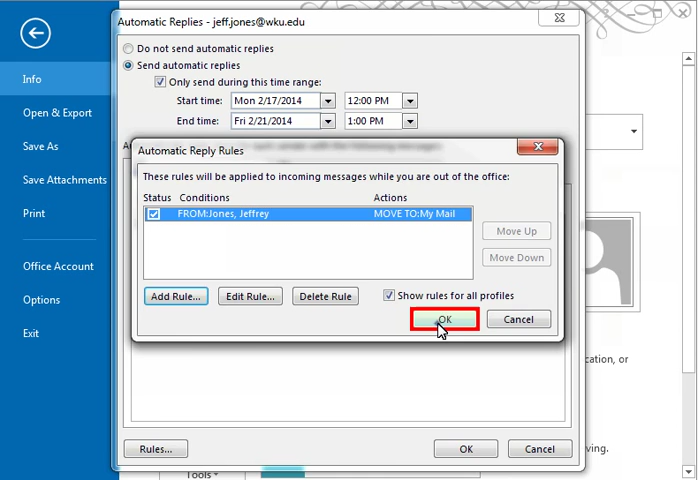 Automatic Replies - jeff.jones@wku.edu
Do not send automatic replies
Info
Send automatic replies
Only send during this time range:
Start time: Mon 2/17/2014 12:00 PM
Open & Export
End time: Fri 2/21/2014 1:00 PM
Save As
Automatic Reply Rules
These rules will be applied to incoming messages while you are out of the office:
Save Attachments
Status Conditions Actions
Print
FROM:Jones, Jeffrey MOVE TO:My Mail
Move Up
Move Down
Office Account
Options
Add Rule... Edit Rule... Delete Rule Show rules for all profiles
OK Cancel
Exit
cation, or
Rules... OK Cancel
ving.
Tools